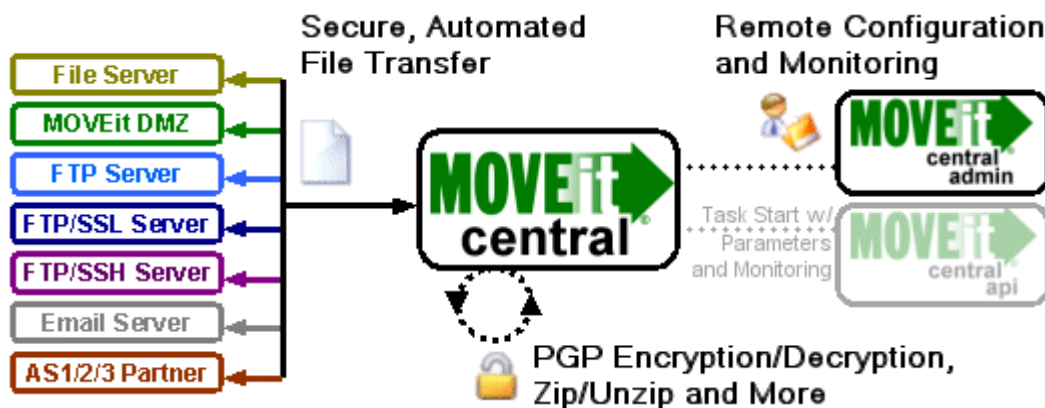 Secure, Automated
File Transfer
Remote Configuration
and Monitoring
File Server
MOVEit DMZ
FTP Server
FTP/SSL Server
FTP/SSH Server
Email Server
AS1/2/3 Partner
MOVEit
central
MOVEit
central
admin
Task Start w/
Parameters
and Monitoring
MOVEit
central
api
PGP Encryption/Decryption,
Zip/Unzip and More